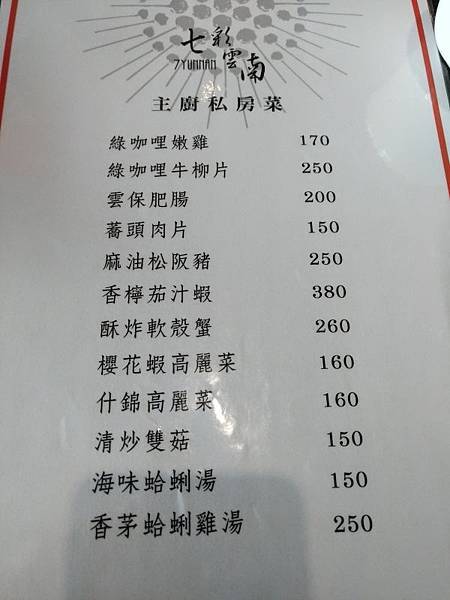 七彩雲南
7YUNNAN
主廚私房菜
綠咖哩嫩雞 170
綠咖哩牛柳片 250
雲保肥腸 200
蕎頭肉片 150
麻油松阪豬 250
香檸茄汁蝦 380
酥炸軟殼蟹 260
櫻花蝦高麗菜 160
什錦高麗菜 160
清炒雙菇 150
海味蛤蜊湯 150
香茅蛤蜊雞湯 250